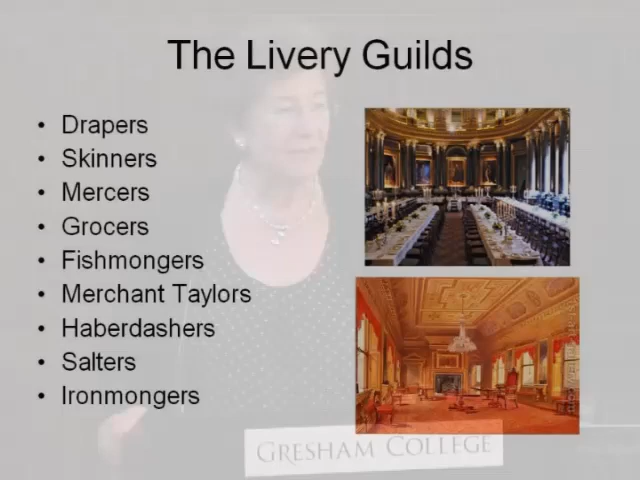 The Livery Guilds
• Drapers
• Skinners
• Mercers
• Grocers
• Fishmongers
• Merchant Taylors
• Haberdashers
• Salters
• Ironmongers
GRESHAM COLLEGE